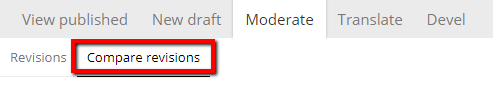 View published New draft Moderate Translate Devel
Revisions Compare revisions